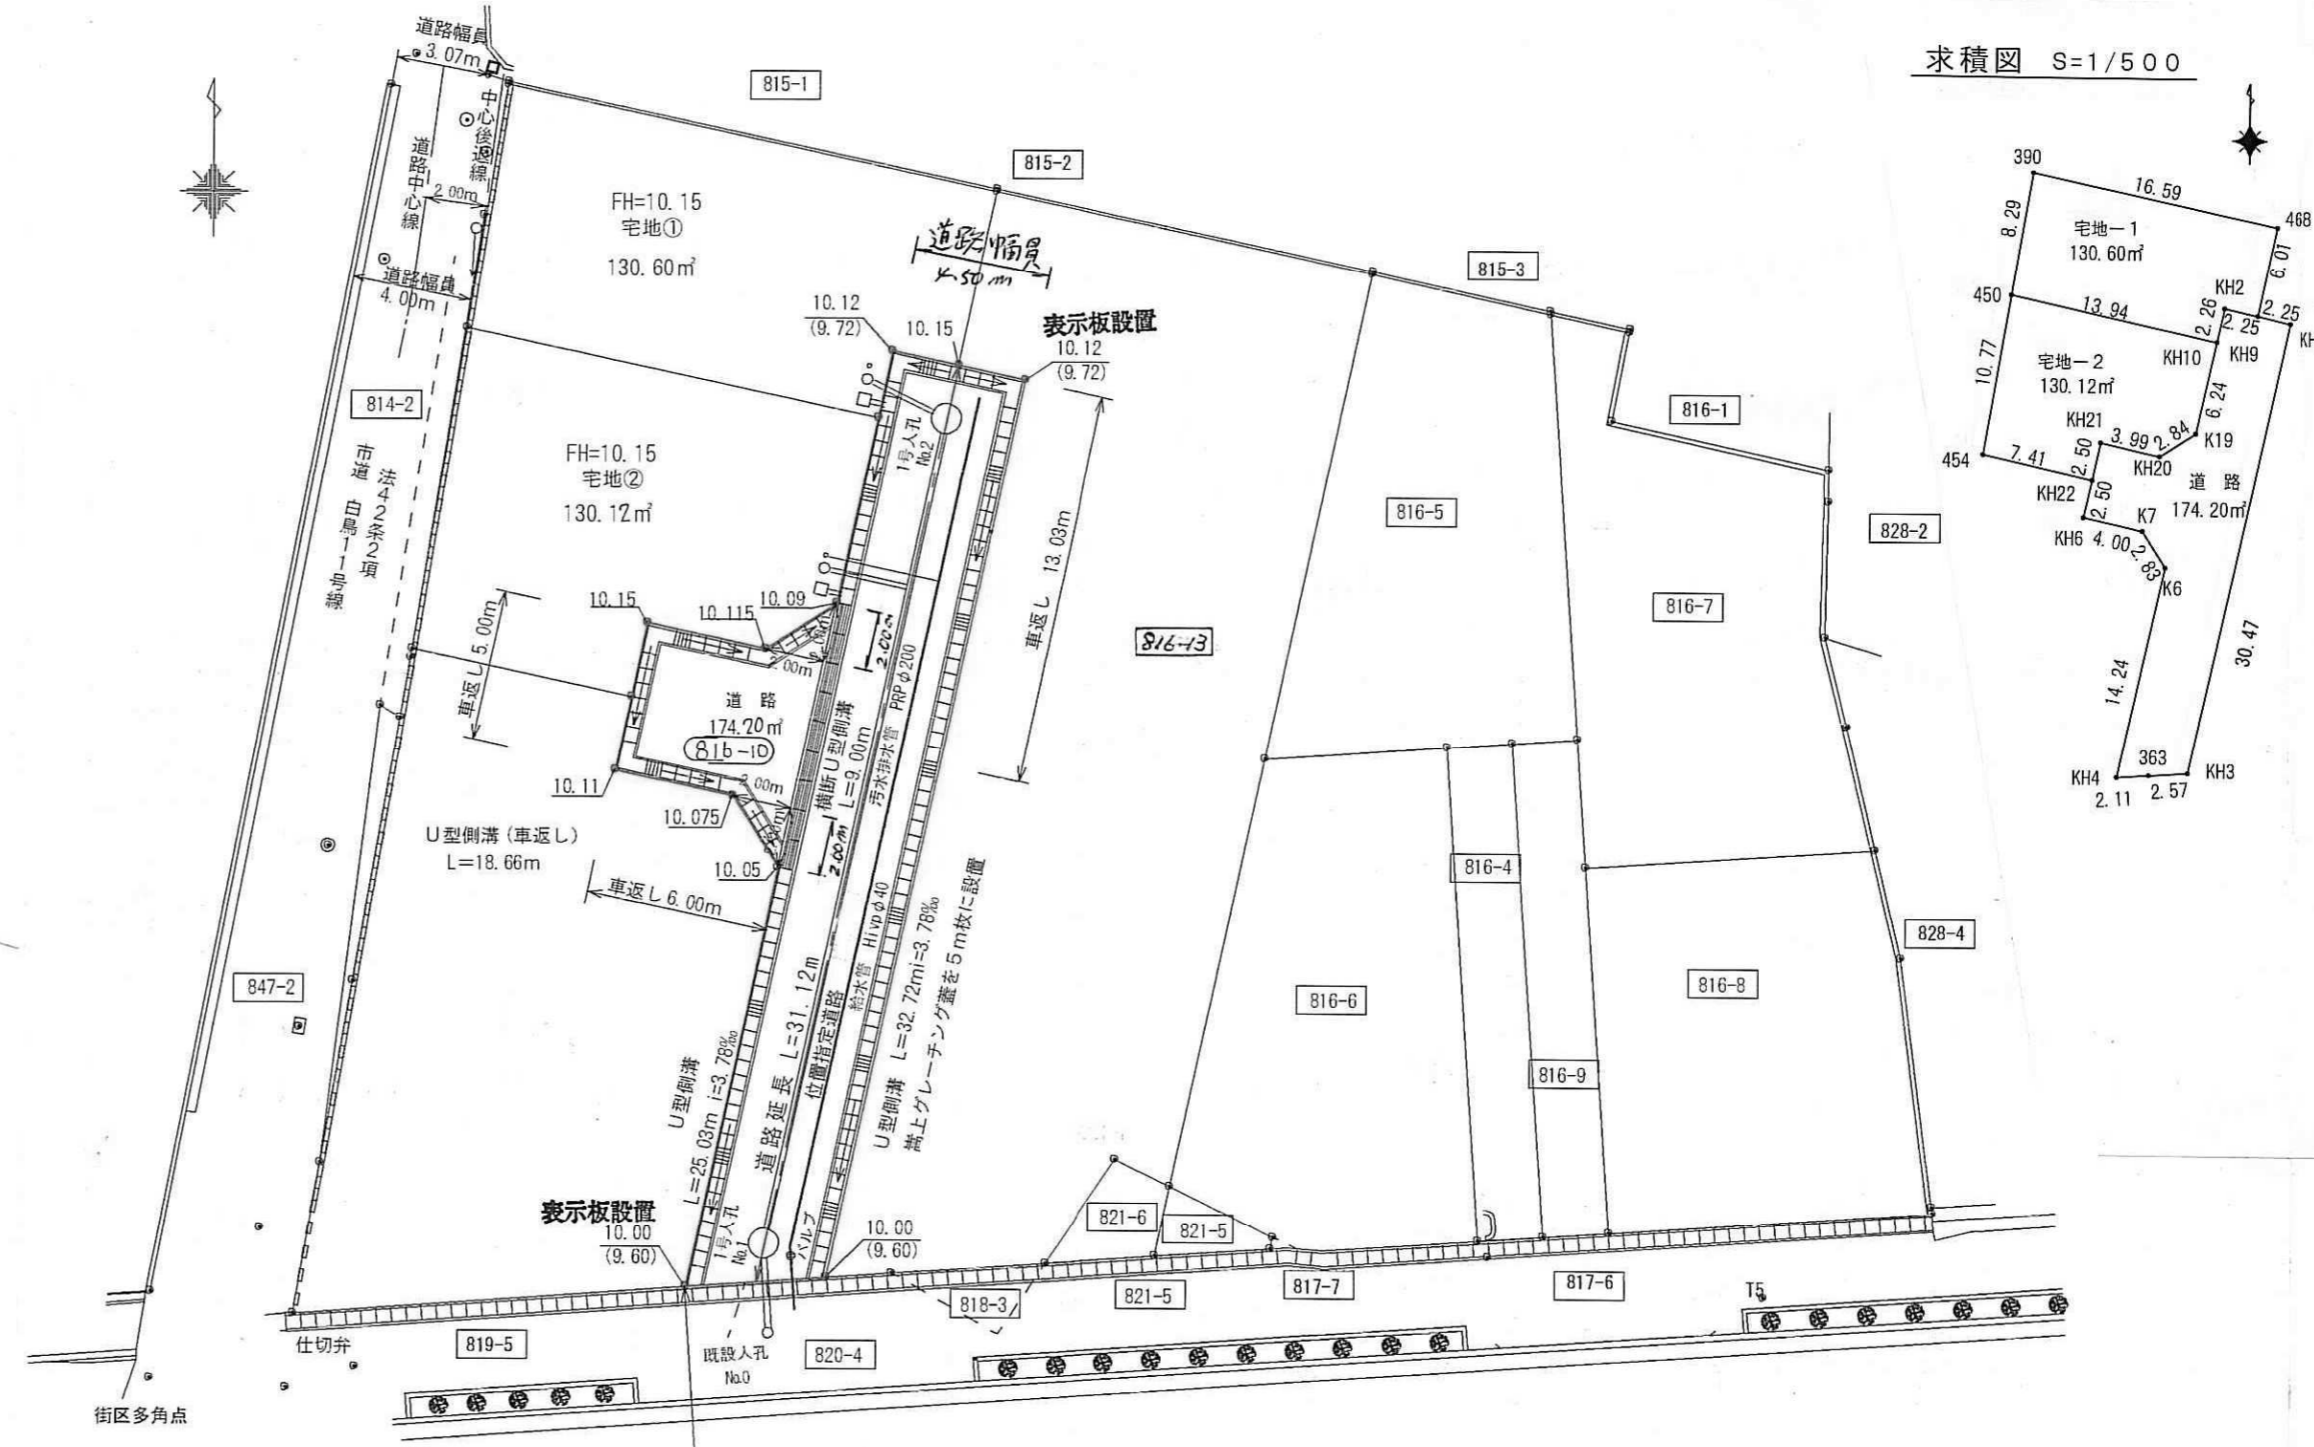 道路幅員
3.07m
中心後退線
道路中心線
2.00m
道路幅員
4.00m
815-1
815-2
815-3
816-1
828-2
828-4
814-2
847-2
市道 白鳥11号線
法42条2項
FH=10.15
宅地①
130.60㎡
FH=10.15
宅地②
130.12㎡
道路幅員
4.50m
表示板設置
10.12
(9.72)
10.15
10.12
(9.72)
1号人孔
No.2
車返し 13.03m
10.15
10.115
10.09
車返し 5.00m
2.00m
2.00m
道 路
174.20㎡
816-10
2.00m
10.11
10.075
10.05
U型側溝(車返し)
L=18.66m
車返し 6.00m
横断U型側溝
L=9.00m
2.00m
汚水排水管 PRPφ200
給水管 Hivpφ40
位置指定道路
道路延長 L=31.12m
U型側溝
L=25.03m i=3.78‰
U型側溝 L=32.72mi=3.78‰
嵩上グレーチング蓋を5m枚に設置
表示板設置
10.00
(9.60)
1号人孔
No.1
バルブ
10.00
(9.60)
816-13
816-5
816-7
816-4
816-6
816-8
816-9
821-6
821-5
818-3
821-5
817-7
817-6
T5
仕切弁
819-5
既設人孔
No.0
820-4
街区多角点
求積図 S=1/500
390
16.59
468
8.29
宅地-1
130.60㎡
6.01
450
13.94
KH2
2.26
2.25
2.25
KH
KH10
KH9
10.77
宅地-2
130.12㎡
6.24
KH21
3.99
2.84
K19
KH20
454
7.41
2.50
KH22
2.50
道 路
174.20㎡
K7
KH6
4.00
2.83
K6
14.24
30.47
KH4
363
KH3
2.11
2.57